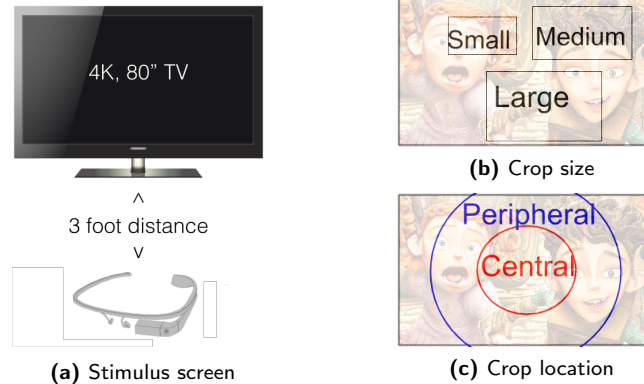 4K, 80” TV
^
3 foot distance
v
(a) Stimulus screen
Small
Medium
Large
(b) Crop size
Peripheral
Central
(c) Crop location